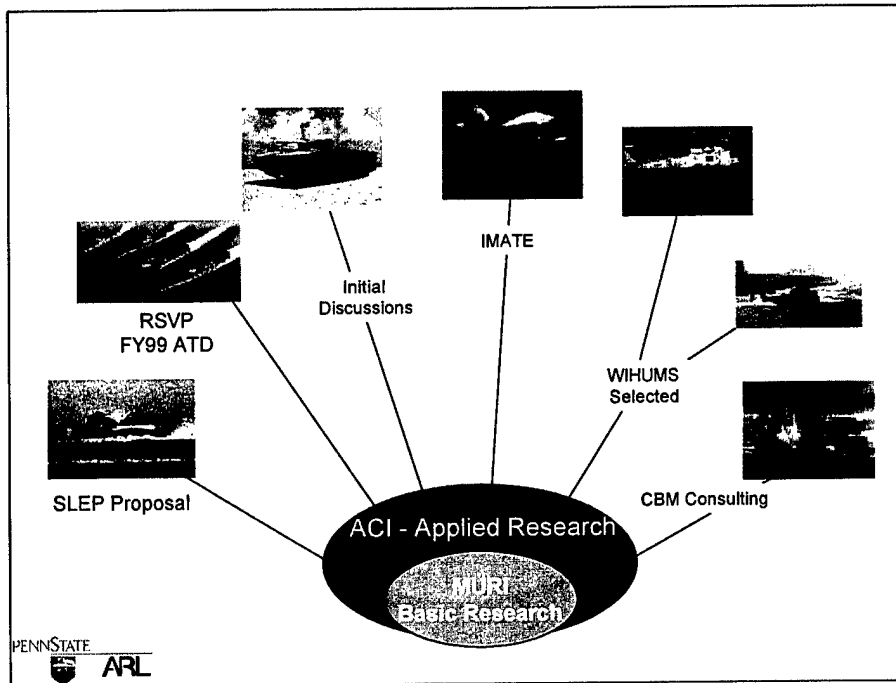 IMATE
Initial
Discussions
RSVP
FY99 ATD
WIHUMS
Selected
SLEP Proposal
CBM Consulting
ACI - Applied Research
MURI
Basic Research
PENNSTATE
ARL